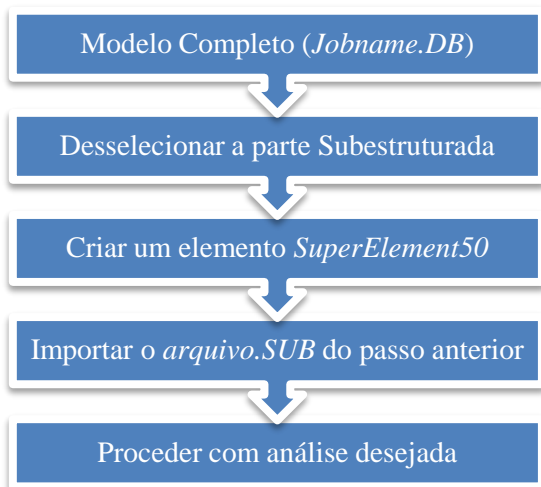 Modelo Completo (Jobname.DB)
Desselecionar a parte Subestruturada
Criar um elemento SuperElement50
Importar o arquivo.SUB do passo anterior
Proceder com análise desejada